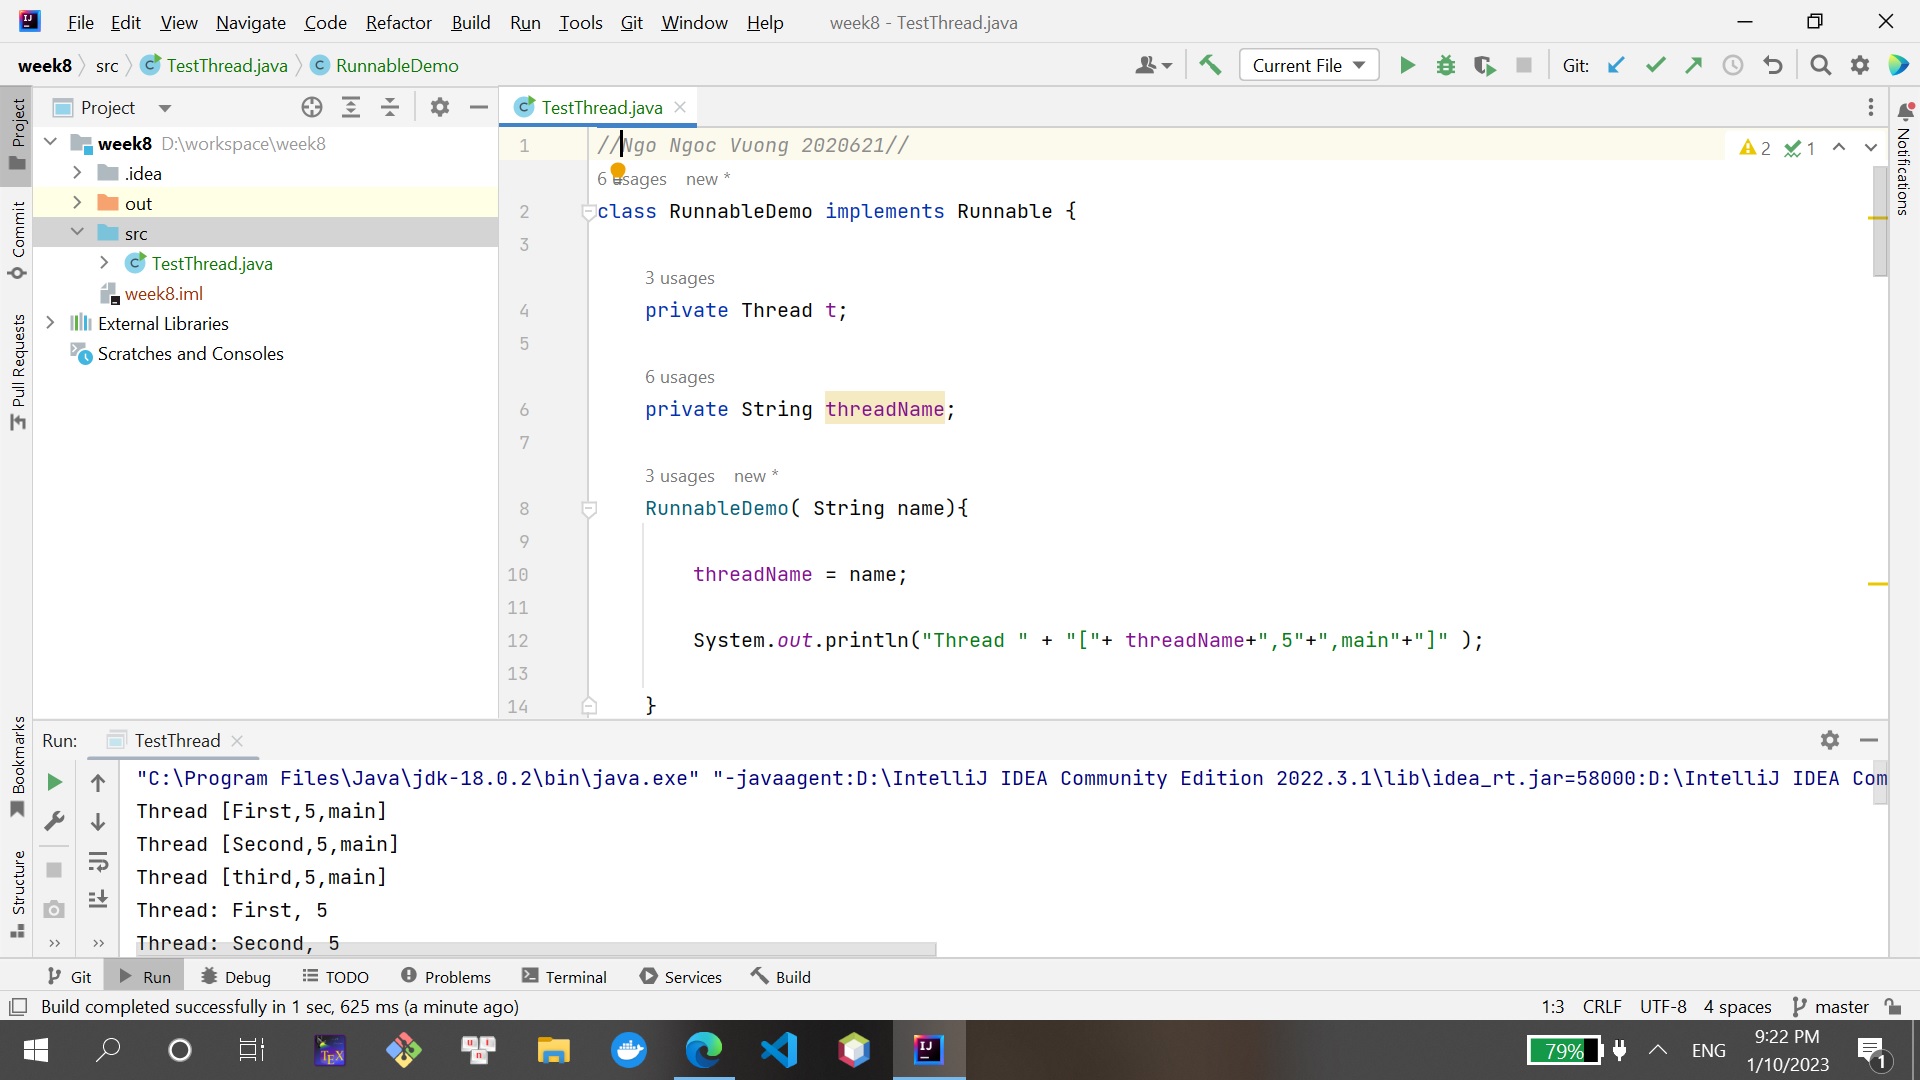 File Edit View Navigate Code Refactor Build Run Tools Git Window Help week8 - TestThread.java
week8 src TestThread.java RunnableDemo Current File Git:
Project
TestThread.java
week8 D:\workspace\week8
.idea
out
src
TestThread.java
week8.iml
External Libraries
Scratches and Consoles
Project
Commit
Pull Requests
Bookmarks
Structure
Notifications
1 //Ngo Ngoc Vuong 2020621//
2 1
6 usages new *
2 class RunnableDemo implements Runnable {
3
3 usages
4 private Thread t;
5
6 usages
6 private String threadName;
7
3 usages new *
8 RunnableDemo( String name){
9
10 threadName = name;
11
12 System.out.println("Thread " + "["+ threadName+",5"+",main"+"]" );
13
14 }
Run: TestThread
"C:\Program Files\Java\jdk-18.0.2\bin\java.exe" "-javaagent:D:\IntelliJ IDEA Community Edition 2022.3.1\lib\idea_rt.jar=58000:D:\IntelliJ IDEA Com
Thread [First,5,main]
Thread [Second,5,main]
Thread [third,5,main]
Thread: First, 5
Thread: Second, 5
Git Run Debug TODO Problems Terminal Services Build
Build completed successfully in 1 sec, 625 ms (a minute ago) 1:3 CRLF UTF-8 4 spaces master
79% ENG 9:22 PM
1/10/2023
1